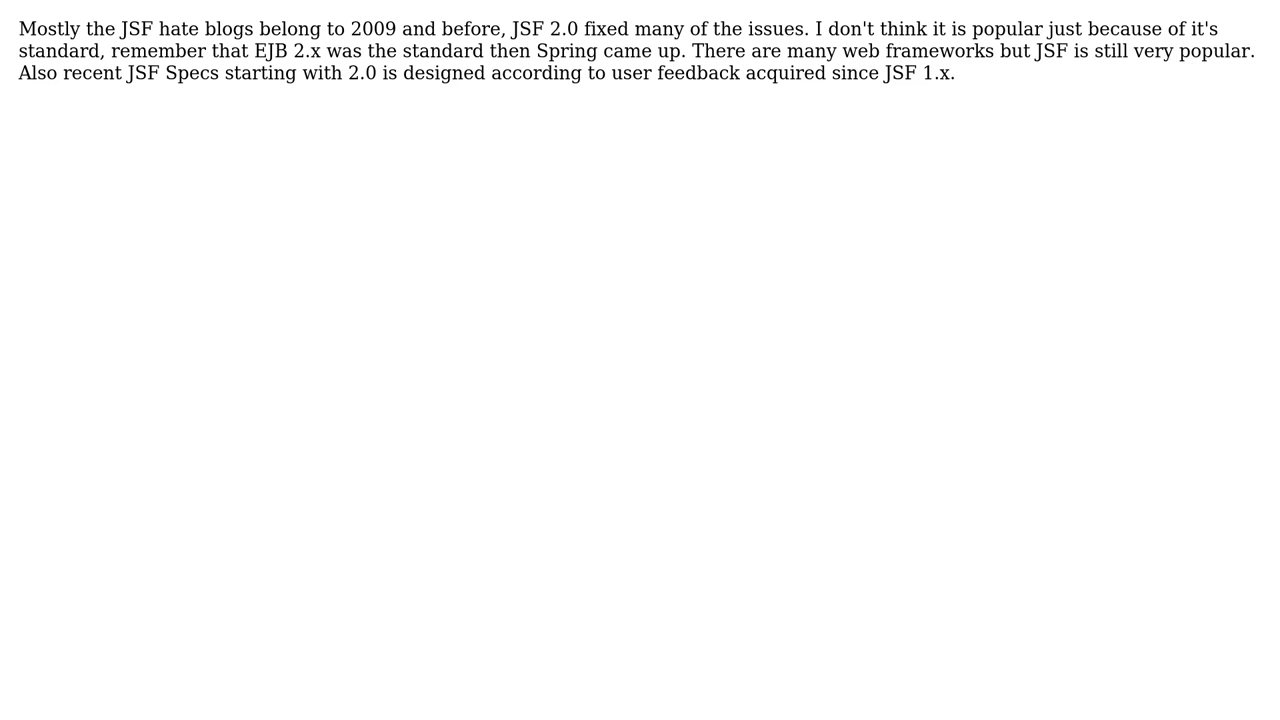 Mostly the JSF hate blogs belong to 2009 and before, JSF 2.0 fixed many of the issues. I don't think it is popular just because of it's
standard, remember that EJB 2.x was the standard then Spring came up. There are many web frameworks but JSF is still very popular.
Also recent JSF Specs starting with 2.0 is designed according to user feedback acquired since JSF 1.x.